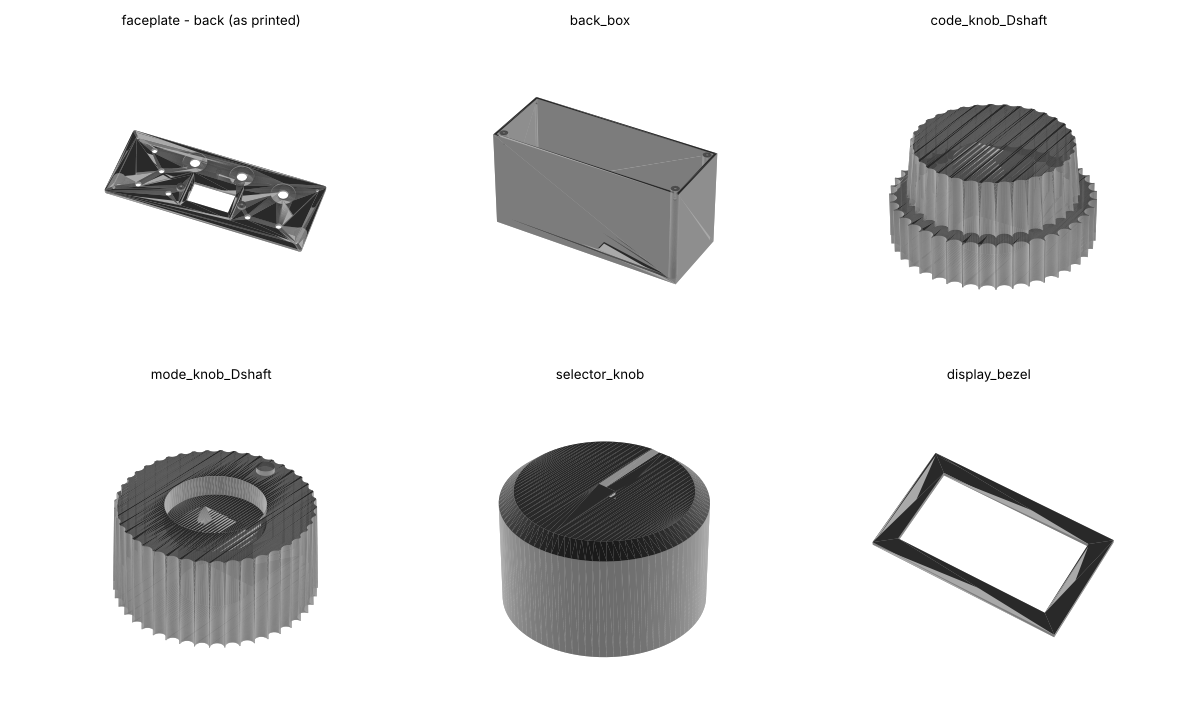 faceplate - back (as printed)
back_box
code_knob_Dshaft
mode_knob_Dshaft
selector_knob
display_bezel